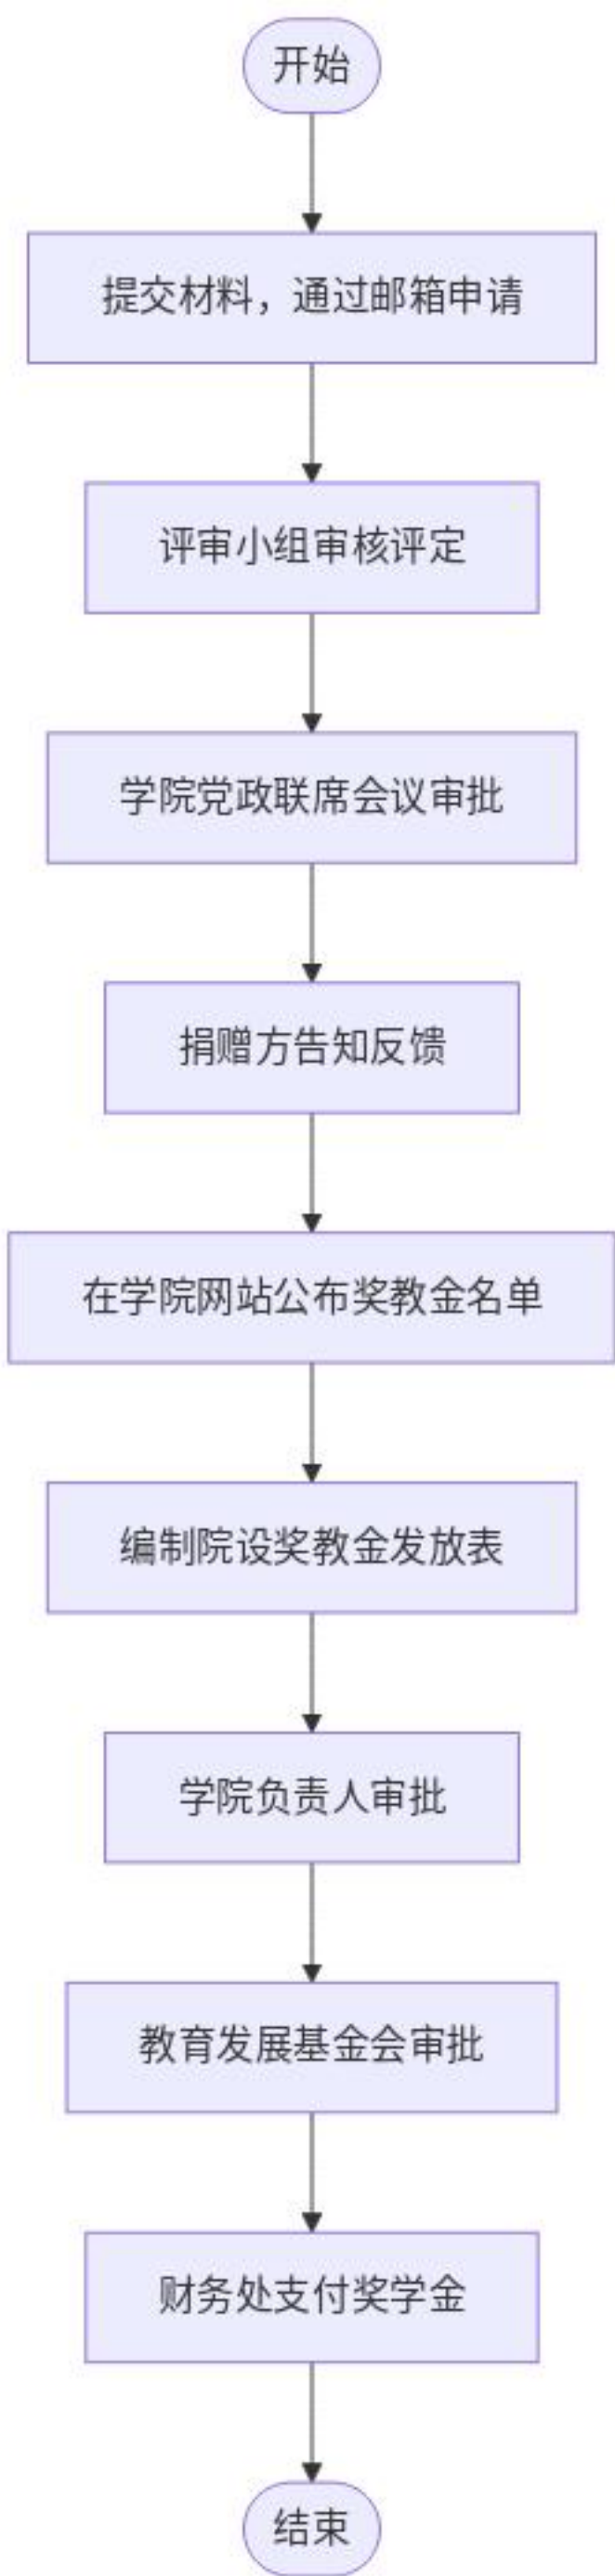 开始
提交材料，通过邮箱申请
评审小组审核评定
学院党政联席会议审批
捐赠方告知反馈
在学院网站公布奖教金名单
编制院设奖教金发放表
学院负责人审批
教育发展基金会审批
财务处支付奖学金
结束